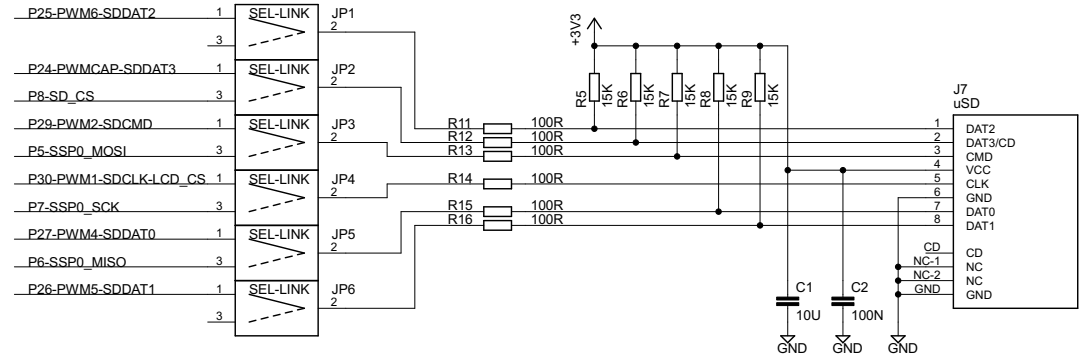 P25-PWM6-SDDAT2 1 SEL-LINK JP1
2
3
P24-PWMCAP-SDDAT3 1 SEL-LINK JP2
2
P8-SD_CS 3
P29-PWM2-SDCMD 1 SEL-LINK JP3
2
P5-SSP0_MOSI 3
P30-PWM1-SDCLK-LCD_CS 1 SEL-LINK JP4
2
P7-SSP0_SCK 3
P27-PWM4-SDDAT0 1 SEL-LINK JP5
2
P6-SSP0_MISO 3
P26-PWM5-SDDAT1 1 SEL-LINK JP6
2
3
+3V3
R5 15K R6 15K R7 15K R8 15K R9 15K
R11 100R
R12 100R
R13 100R
R14 100R
R15 100R
R16 100R
J7
uSD
1 DAT2
2 DAT3/CD
3 CMD
4 VCC
5 CLK
6 GND
7 DAT0
8 DAT1
CD CD
NC-1 NC
NC-2 NC
GND GND
C1 C2
10U 100N
GND GND GND